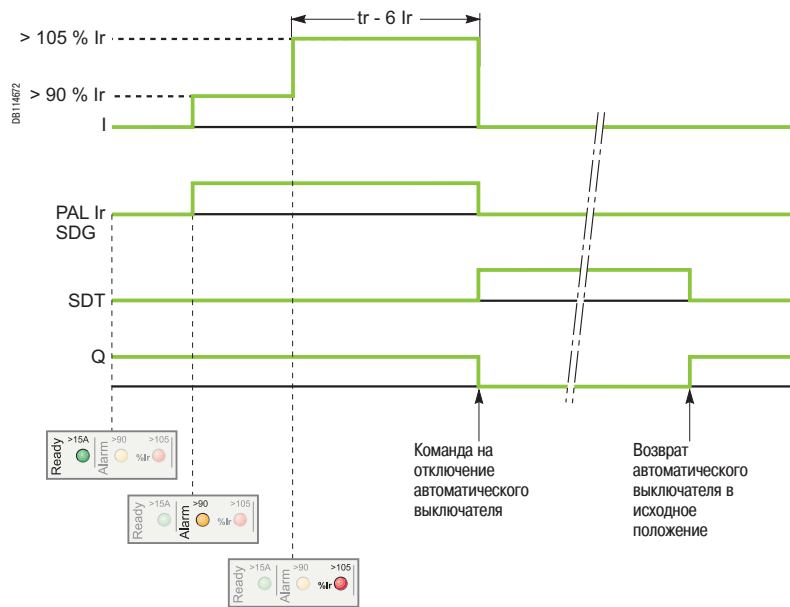 tr - 6 Ir
> 105 % Ir
> 90 % Ir
DB114672
I
PAL Ir
SDG
SDT
Q
Ready >15A Alarm >90 %Ir >105
Ready >15A Alarm >90 %Ir >105
Ready >15A Alarm >90 %Ir >105
Команда на
отключение
автоматического
выключателя
Возврат
автоматического
выключателя в
исходное
положение